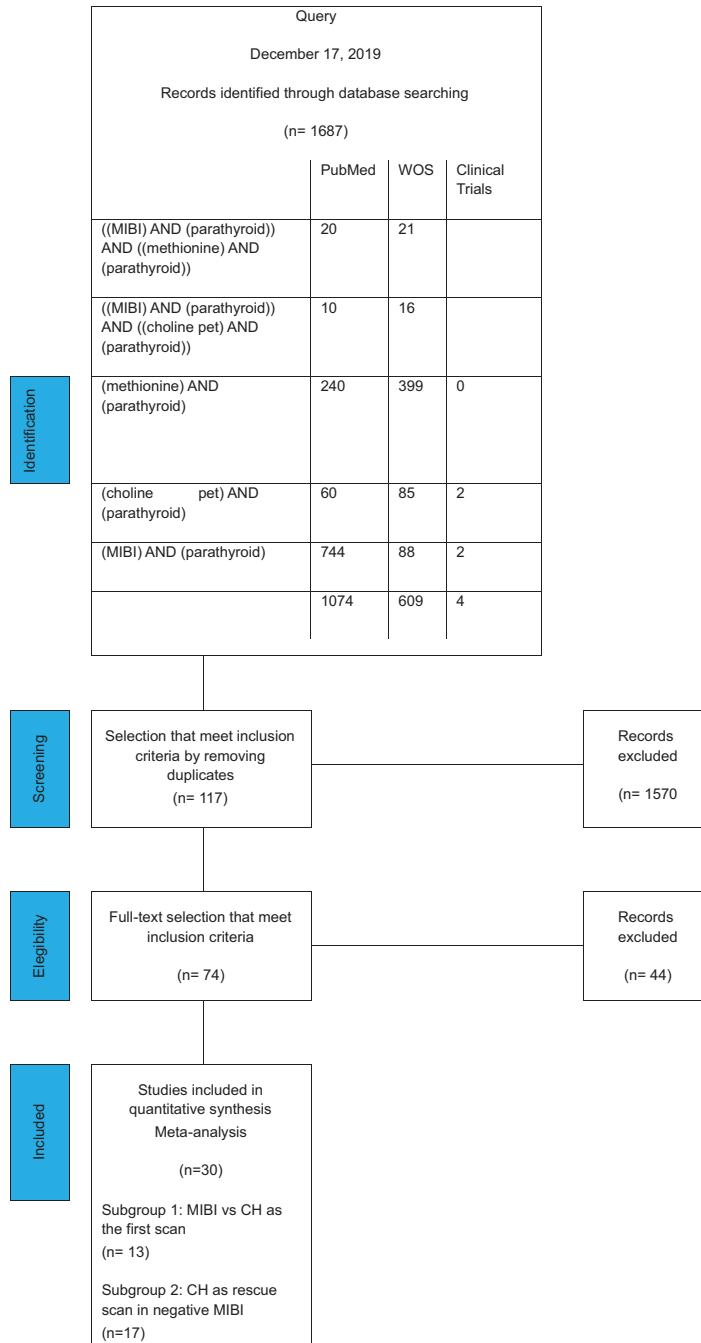 Query
December 17, 2019
Records identified through database searching
(n= 1687)
PubMed WOS Clinical
Trials
((MIBI) AND (parathyroid)) 20 21
AND ((methionine) AND
(parathyroid))
((MIBI) AND (parathyroid)) 10 16
AND ((choline pet) AND
(parathyroid))
(methionine) AND 240 399 0
(parathyroid)
(choline pet) AND 60 85 2
(parathyroid)
(MIBI) AND (parathyroid) 744 88 2
1074 609 4
Identification
Screening
Selection that meet inclusion
criteria by removing
duplicates
(n= 117)
Records
excluded
(n= 1570
Elegibility
Full-text selection that meet
inclusion criteria
(n= 74)
Records
excluded
(n= 44)
Included
Studies included in
quantitative synthesis
Meta-analysis
(n=30)
Subgroup 1: MIBI vs CH as
the first scan
(n= 13)
Subgroup 2: CH as rescue
scan in negative MIBI
(n=17)